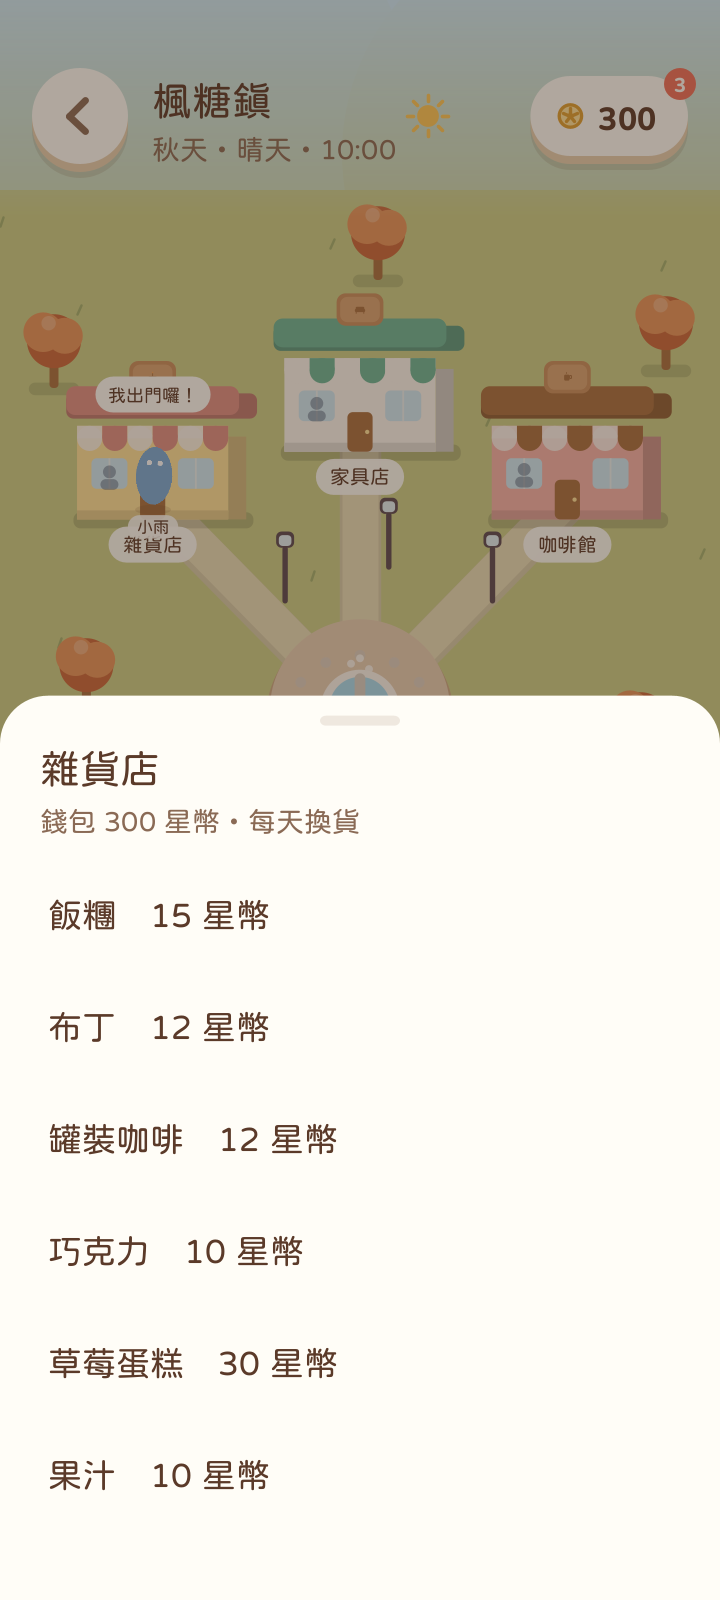 楓糖鎮
秋天・晴天・10:00
300
3
我出門囉！
家具店
小雨
雜貨店
咖啡館
雜貨店
錢包 300 星幣・每天換貨
飯糰 15 星幣
布丁 12 星幣
罐裝咖啡 12 星幣
巧克力 10 星幣
草莓蛋糕 30 星幣
果汁 10 星幣